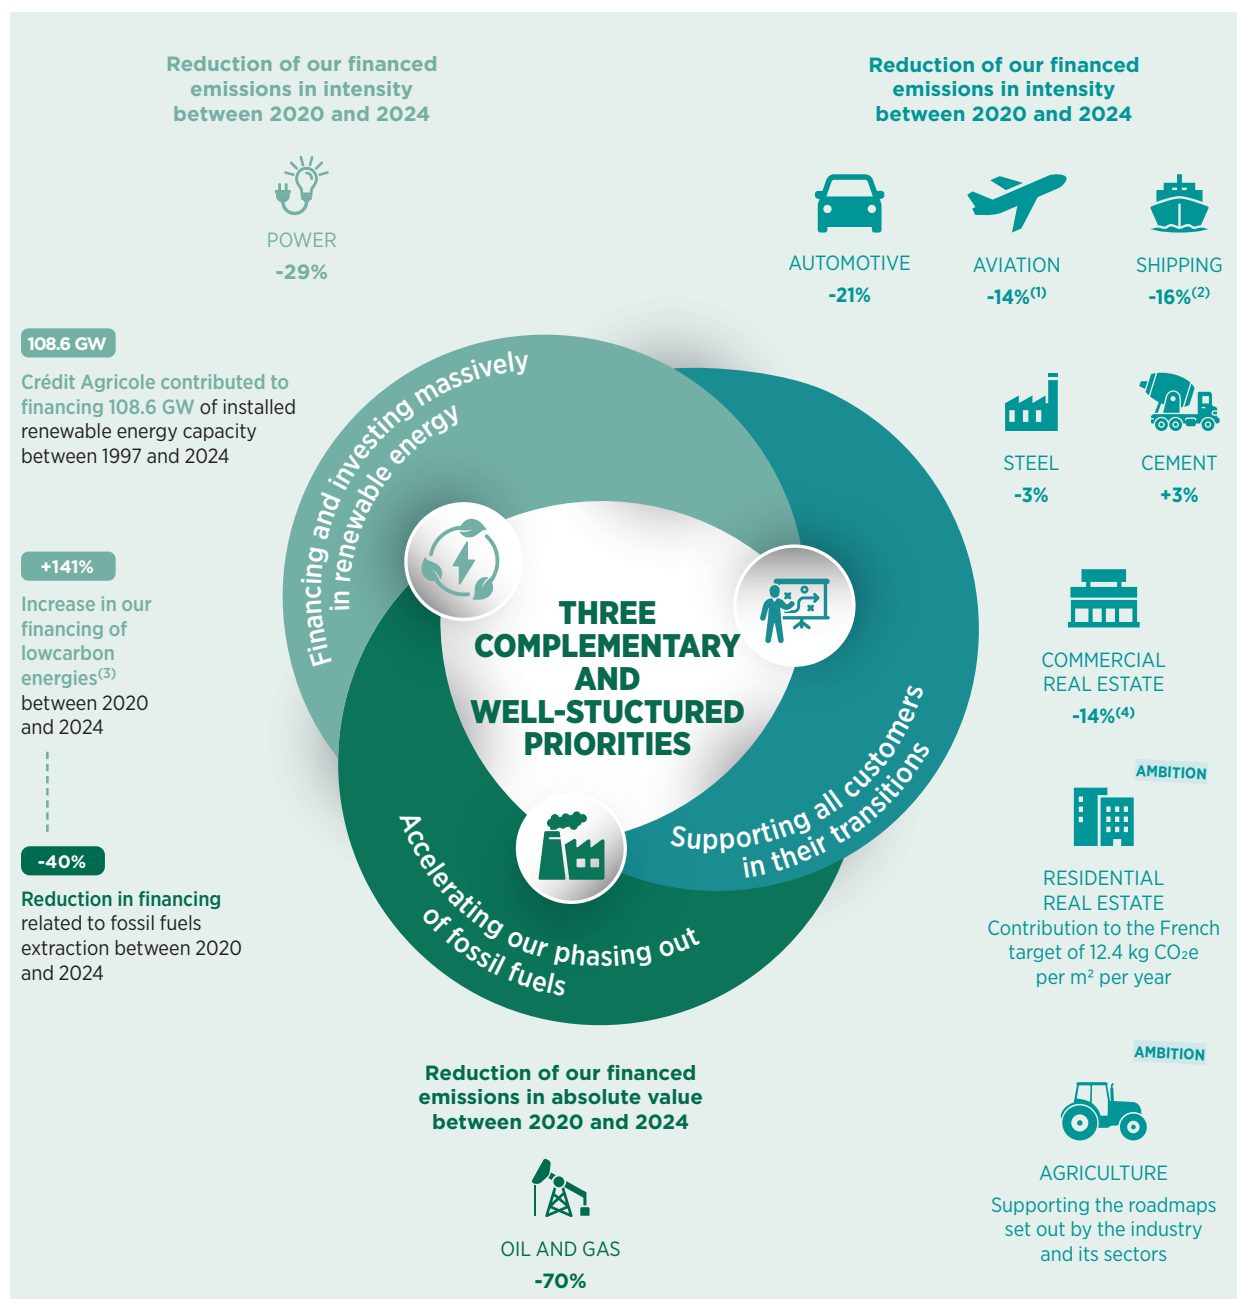 Reduction of our financed
emissions in intensity
between 2020 and 2024
POWER
-29%
108.6 GW
Crédit Agricole contributed to
financing 108.6 GW of installed
renewable energy capacity
between 1997 and 2024
+141%
Increase in our
financing of
lowcarbon
energies(3)
between 2020
and 2024
-40%
Reduction in financing
related to fossil fuels
extraction between 2020
and 2024
Financing and investing massively
in renewable energy
THREE
COMPLEMENTARY
AND
WELL-STUCTURED
PRIORITIES
Supporting all customers
in their transitions
Accelerating our phasing out
of fossil fuels
Reduction of our financed
emissions in absolute value
between 2020 and 2024
OIL AND GAS
-70%
Reduction of our financed
emissions in intensity
between 2020 and 2024
AUTOMOTIVE
-21%
AVIATION
-14%(1)
SHIPPING
-16%(2)
STEEL
-3%
CEMENT
+3%
COMMERCIAL
REAL ESTATE
-14%(4)
AMBITION
RESIDENTIAL
REAL ESTATE
Contribution to the French
target of 12.4 kg CO₂e
per m² per year
AMBITION
AGRICULTURE
Supporting the roadmaps
set out by the industry
and its sectors